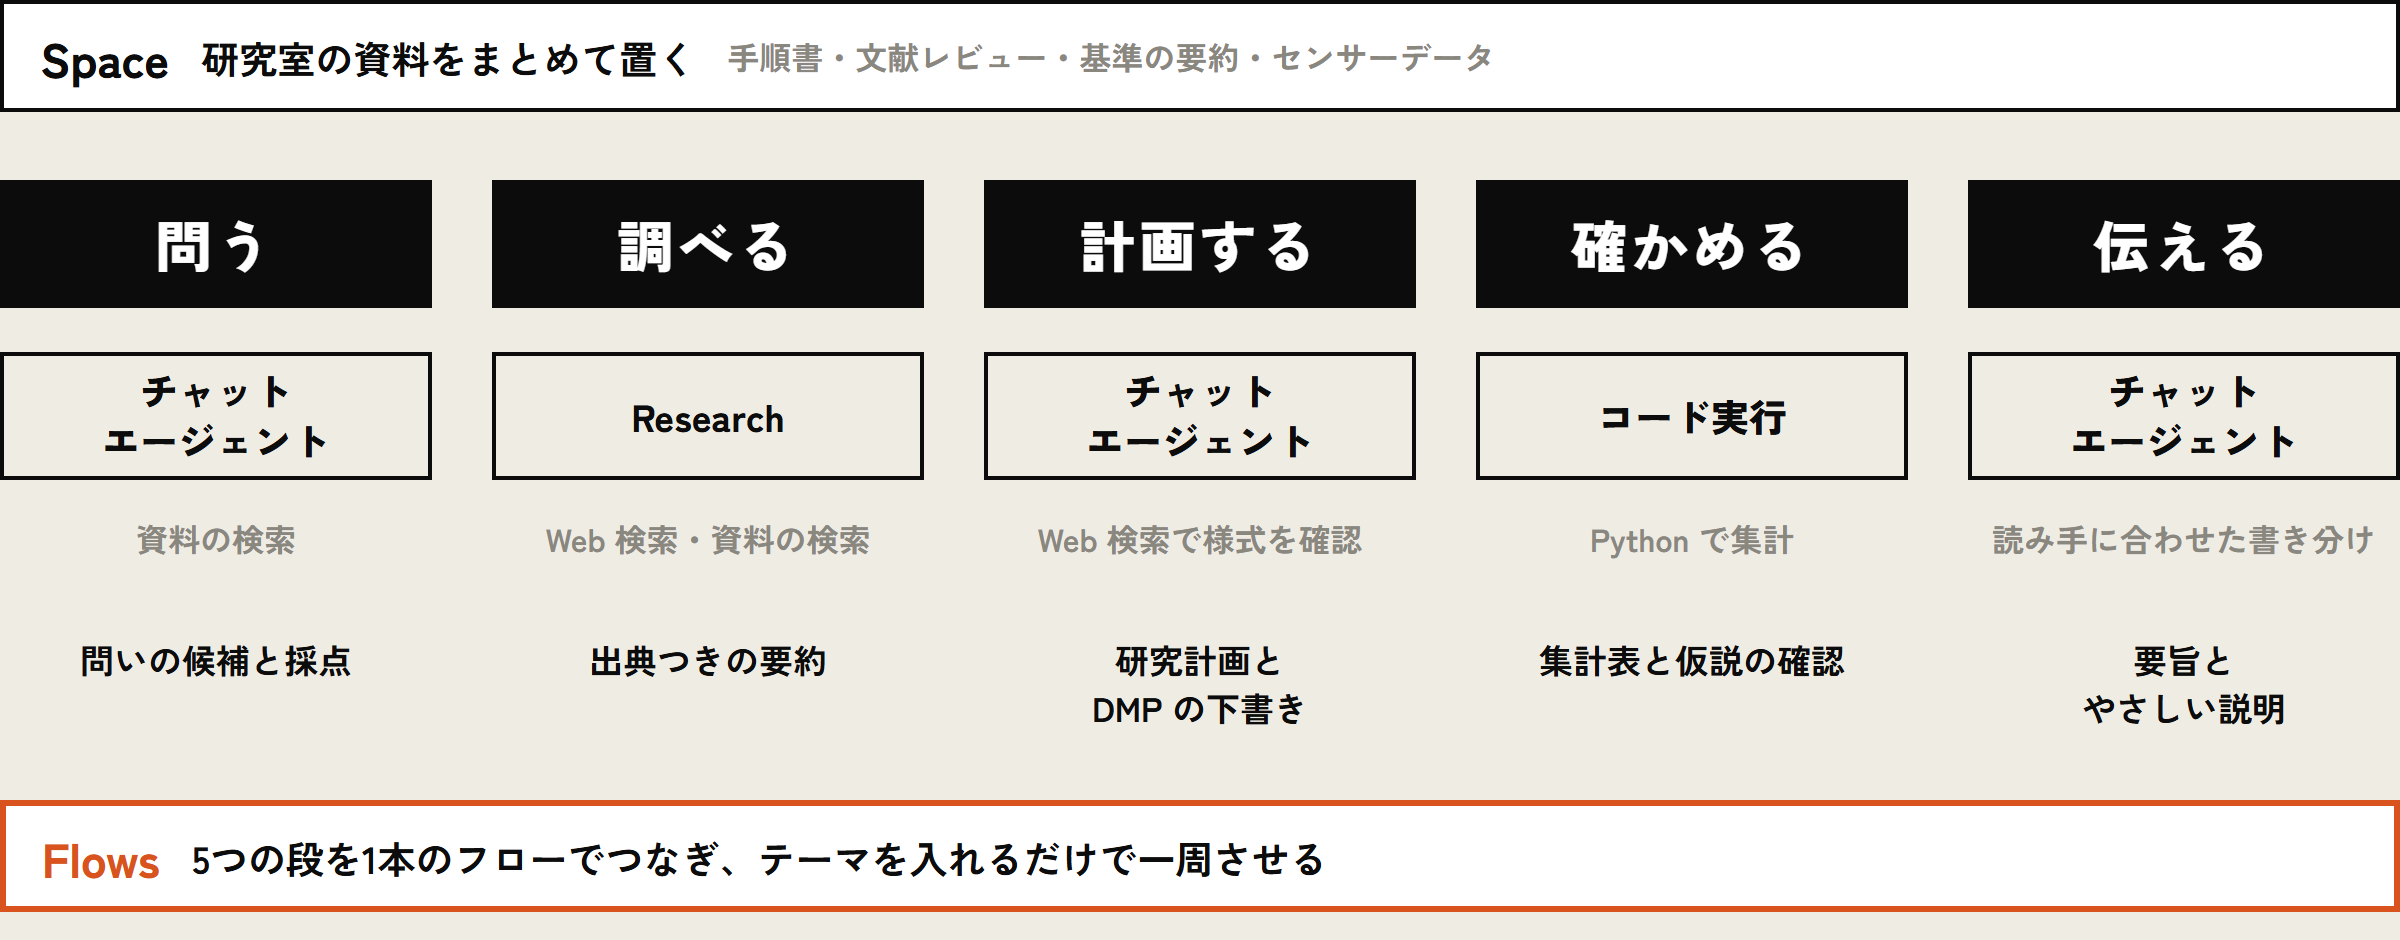 Space 研究室の資料をまとめて置く 手順書・文献レビュー・基準の要約・センサーデータ
問う
調べる
計画する
確かめる
伝える
チャット
エージェント
Research
チャット
エージェント
コード実行
チャット
エージェント
資料の検索
Web 検索・資料の検索
Web 検索で様式を確認
Python で集計
読み手に合わせた書き分け
問いの候補と採点
出典つきの要約
研究計画と
DMP の下書き
集計表と仮説の確認
要旨と
やさしい説明
Flows 5つの段を1本のフローでつなぎ、テーマを入れるだけで一周させる